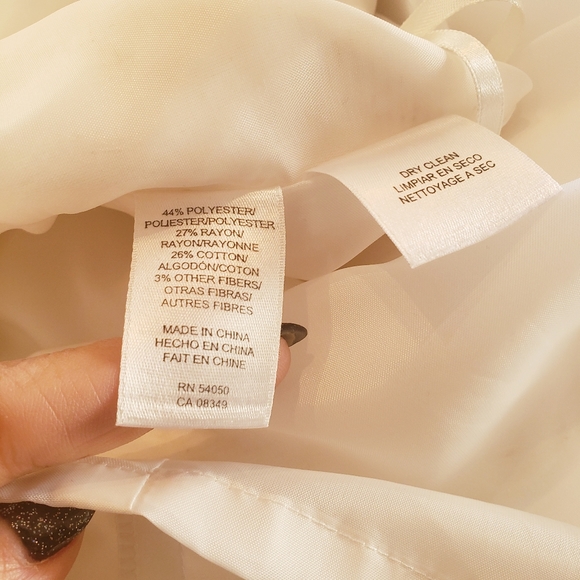 44% POLYESTER/
POLIESTER/POLYESTER
27% RAYON/
RAYON/RAYONNE
26% COTTON/
ALGODÓN/COTON
3% OTHER FIBERS/
OTRAS FIBRAS/
AUTRES FIBRES
MADE IN CHINA
HECHO EN CHINA
FAIT EN CHINE
RN 54050
CA 08349
DRY CLEAN
LIMPIAR EN SECO
NETTOYAGE A SEC